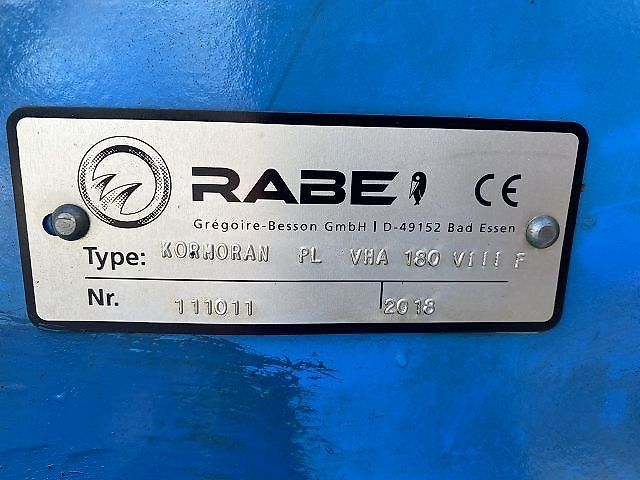 RABE CE
Grégoire-Besson GmbH | D-49152 Bad Essen
Type: KORMORAN PL VHA 180 VIII F
Nr. 111011 2018